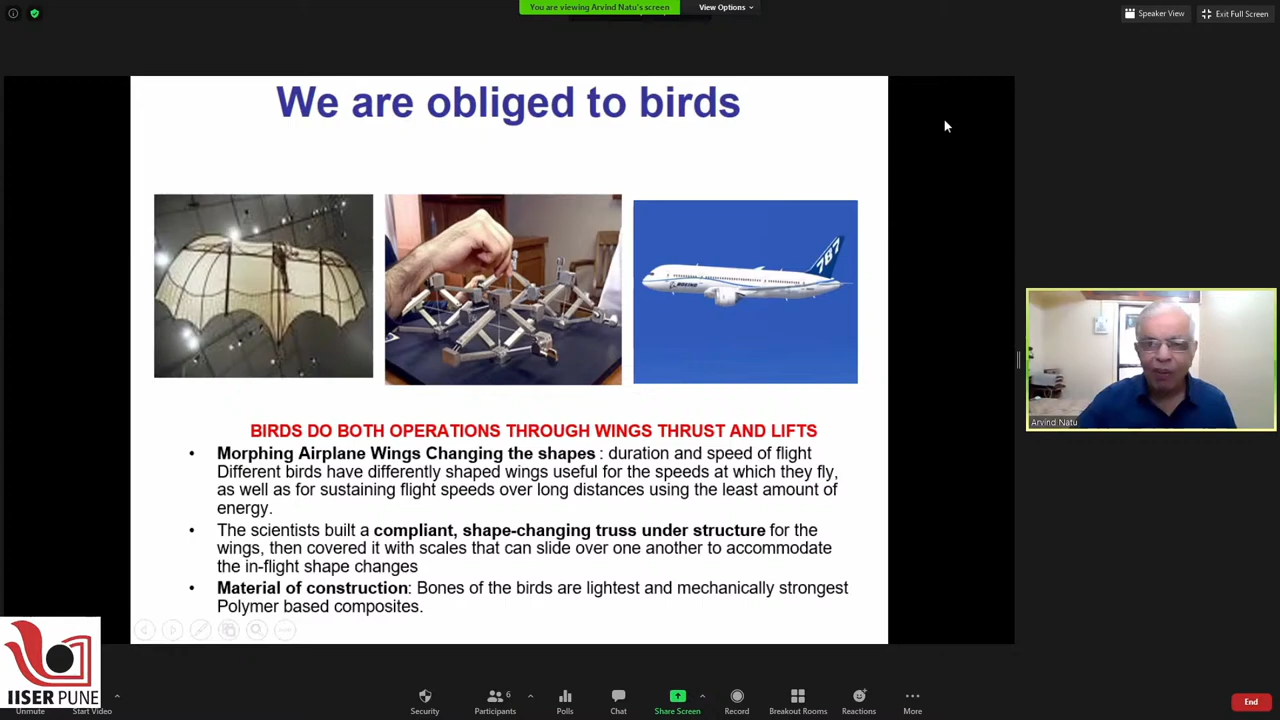 You are viewing Arvind Natu's screen
View Options
Speaker View
Exit Full Screen
We are obliged to birds
787
BOEING
BIRDS DO BOTH OPERATIONS THROUGH WINGS THRUST AND LIFTS
• Morphing Airplane Wings Changing the shapes : duration and speed of flight
Different birds have differently shaped wings useful for the speeds at which they fly,
as well as for sustaining flight speeds over long distances using the least amount of
energy.
• The scientists built a compliant, shape-changing truss under structure for the
wings, then covered it with scales that can slide over one another to accommodate
the in-flight shape changes
• Material of construction: Bones of the birds are lightest and mechanically strongest
Polymer based composites.
Arvind Natu
IISER PUNE
Unmute
Start Video
Security
Participants 6
Polls
Chat
Share Screen
Record
Breakout Rooms
Reactions
More
End